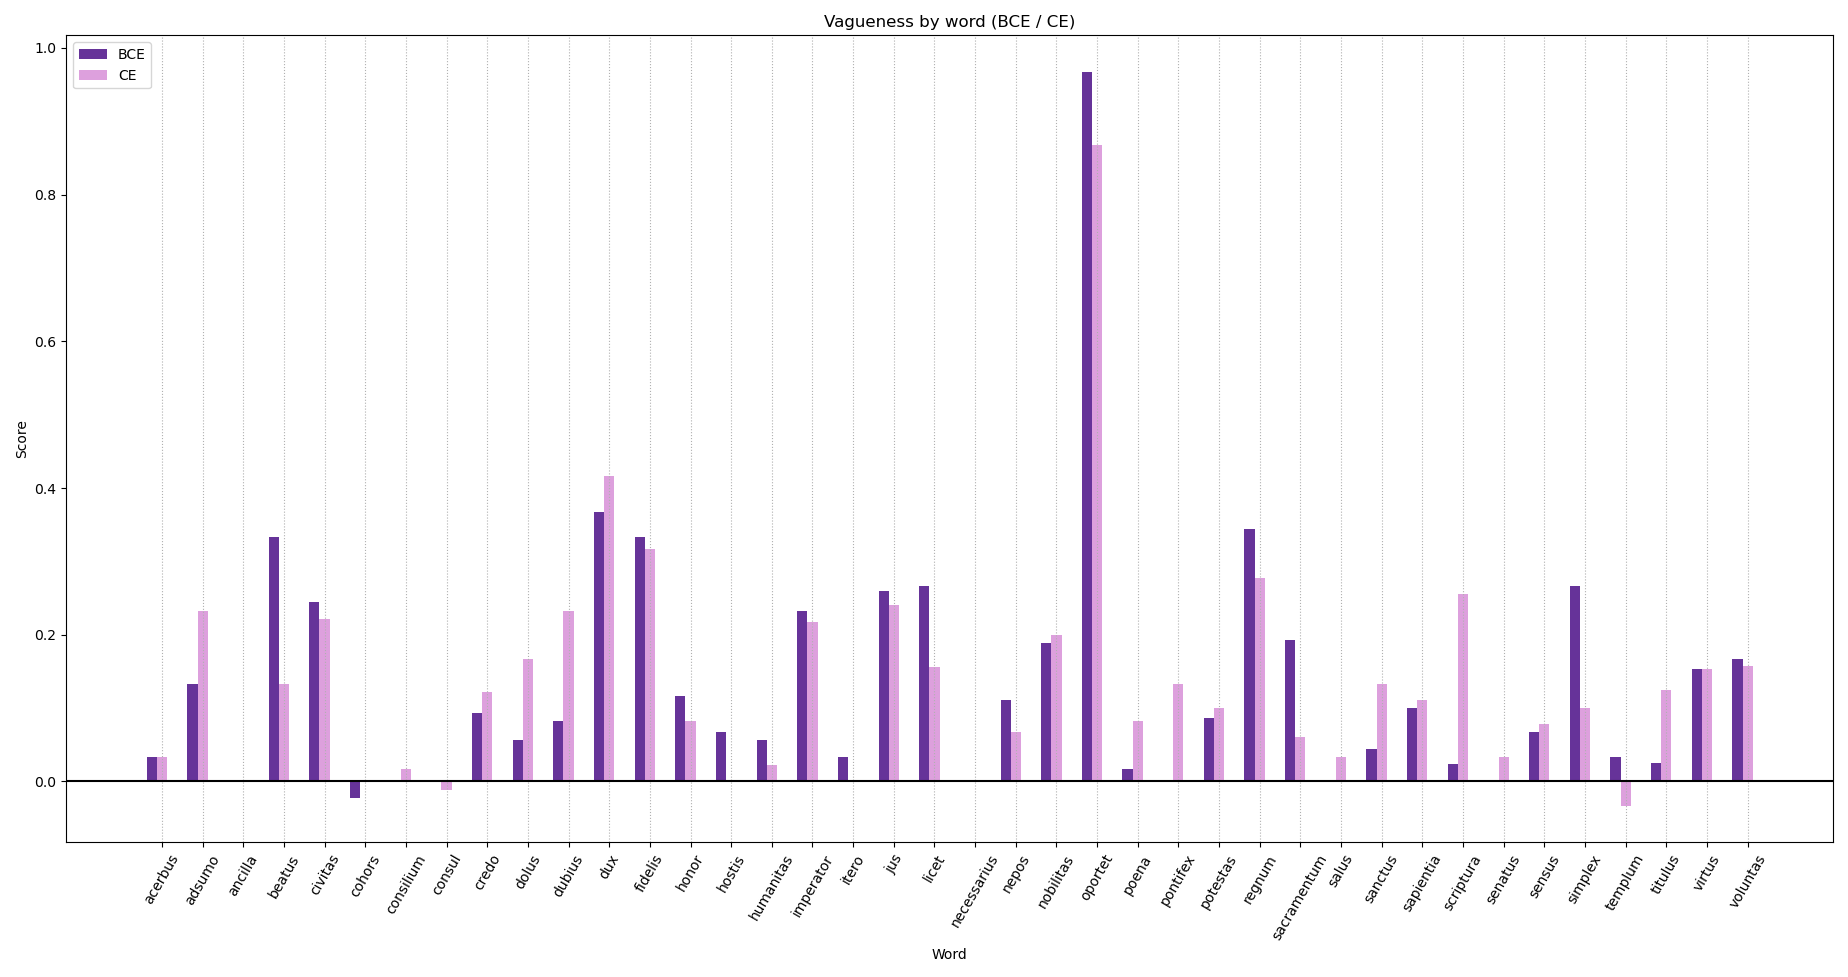 Vagueness by word (BCE / CE)
BCE
CE
1.0
0.8
0.6
0.4
0.2
0.0
Score
acerbus
adsumo
ancilla
beatus
civitas
cohors
consilium
consul
credo
dolus
dubius
dux
fidelis
honor
hostis
humanitas
imperator
itero
jus
licet
necessarius
nepos
nobilitas
oportet
poena
pontifex
potestas
regnum
sacramentum
salus
sanctus
sapientia
scriptura
senatus
sensus
simplex
templum
titulus
virtus
voluntas
Word